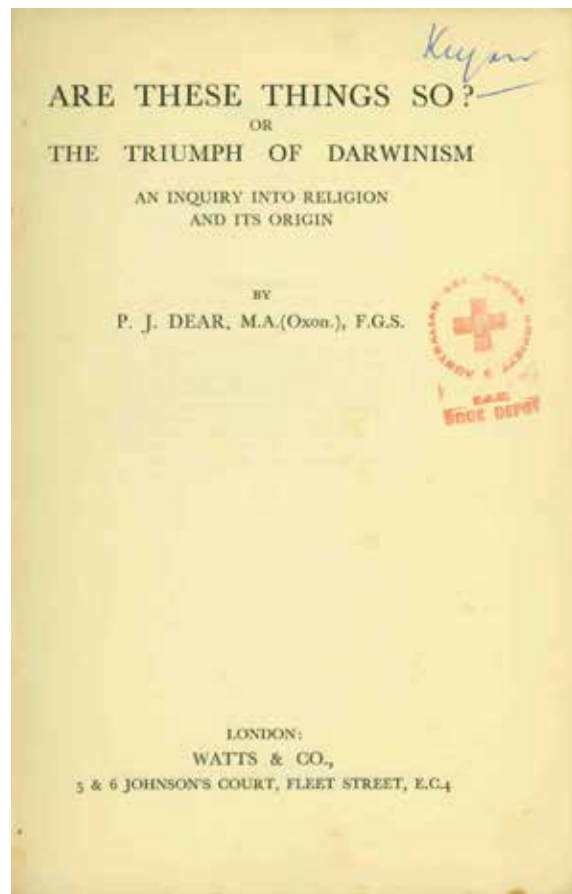 ARE THESE THINGS SO?
OR
THE TRIUMPH OF DARWINISM
AN INQUIRY INTO RELIGION
AND ITS ORIGIN
BY
P. J. DEAR, M.A.(Oxon.), F.G.S.
BOOK DEPOT
LONDON:
WATTS & CO.,
5 & 6 JOHNSON'S COURT, FLEET STREET, E.C.4